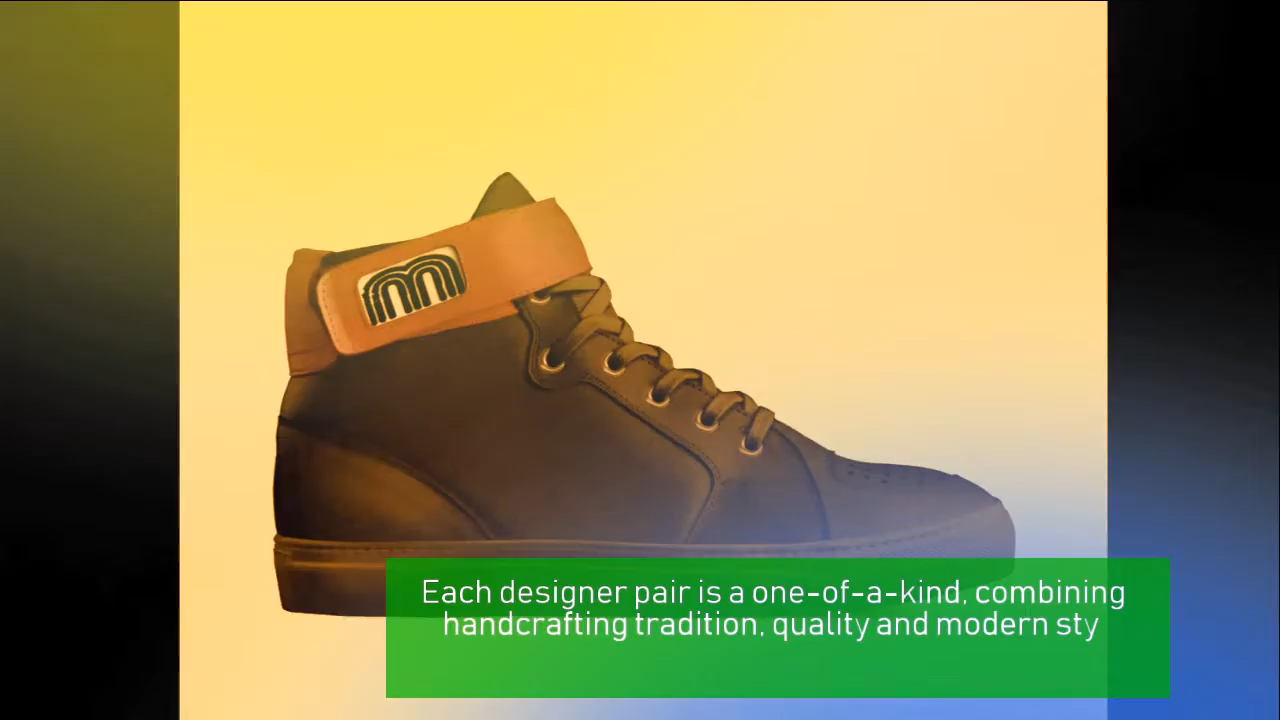 m
Each designer pair is a one-of-a-kind, combining
handcrafting tradition, quality and modern sty